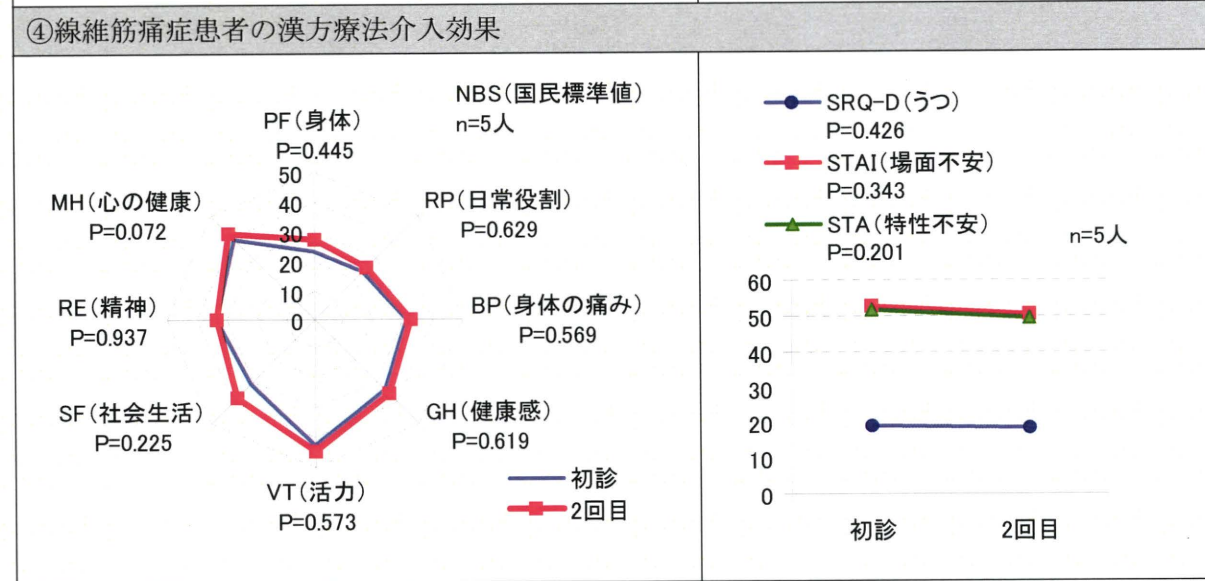 ④線維筋痛症患者の漢方療法介入効果
NBS(国民標準値)
n=5人
PF(身体)
P=0.445
50
40
30
20
10
0
MH(心の健康)
P=0.072
RP(日常役割)
P=0.629
RE(精神)
P=0.937
BP(身体の痛み)
P=0.569
SF(社会生活)
P=0.225
GH(健康感)
P=0.619
VT(活力)
P=0.573
初診
2回目
SRQ-D(うつ)
P=0.426
STAI(場面不安)
P=0.343
STA(特性不安)
P=0.201
n=5人
60
50
40
30
20
10
0
初診
2回目